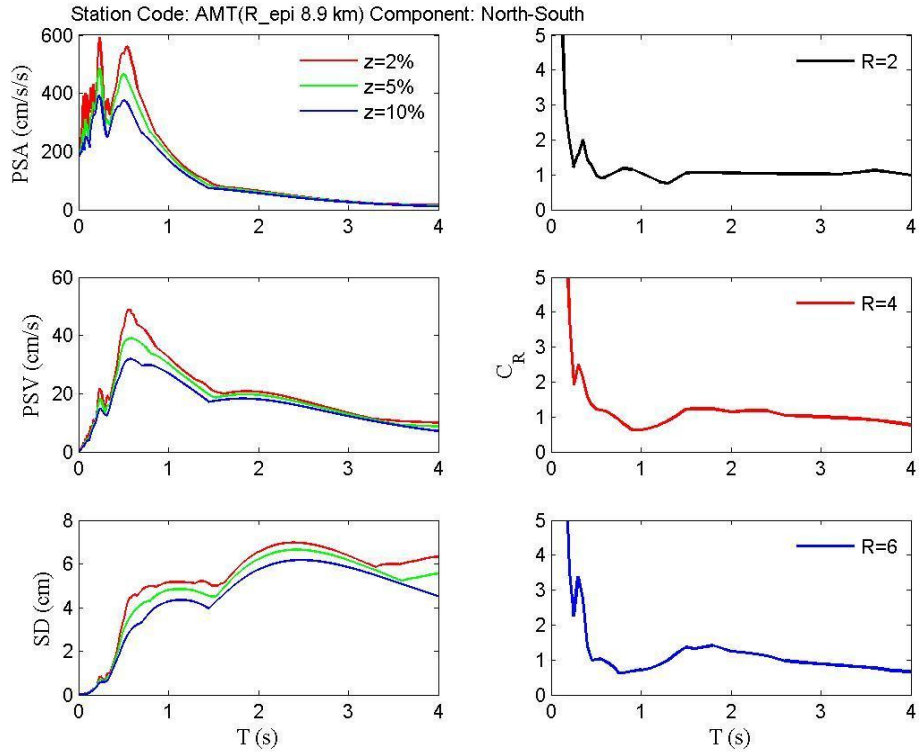 Station Code: AMT(R_epi 8.9 km) Component: North-South
PSA (cm/s/s)
600
400
200
0
0 1 2 3 4
z=2%
z=5%
z=10%
5
4
3
2
1
0
0 1 2 3 4
R=2
PSV (cm/s)
60
40
20
0
0 1 2 3 4
C_R
5
4
3
2
1
0
0 1 2 3 4
R=4
SD (cm)
8
6
4
2
0
0 1 2 3 4
T (s)
5
4
3
2
1
0
0 1 2 3 4
R=6
T (s)